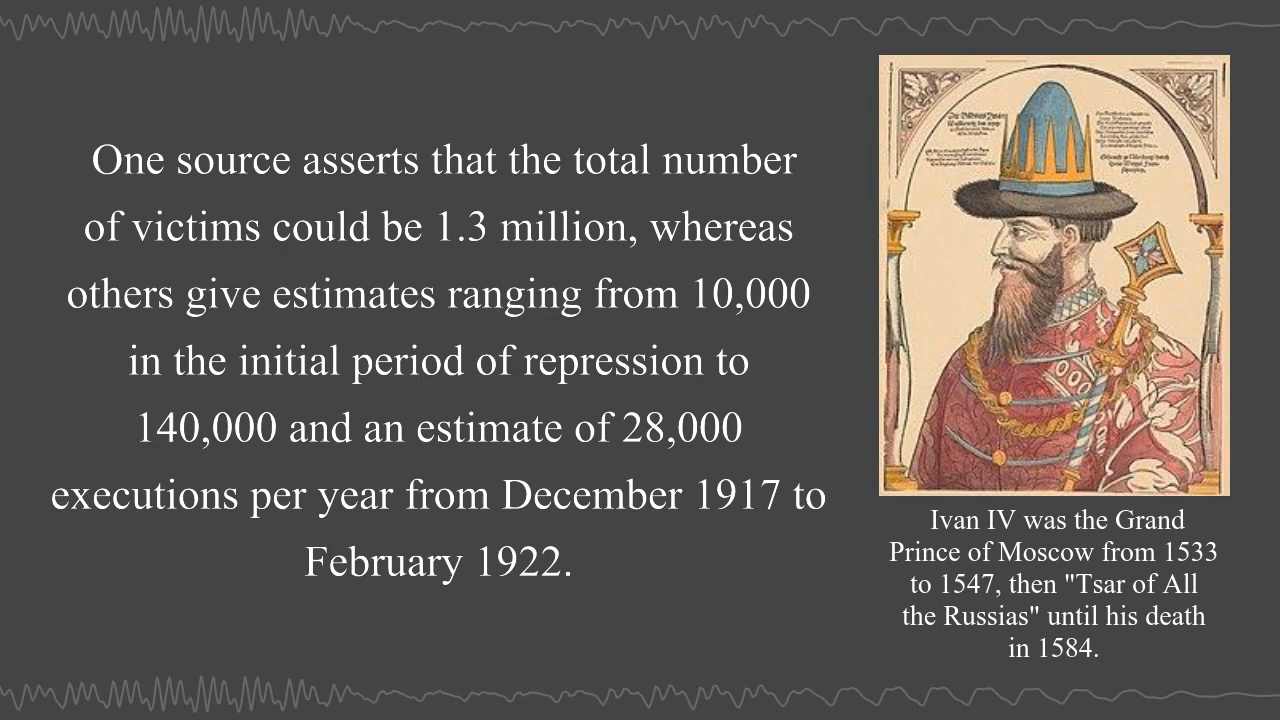 One source asserts that the total number
of victims could be 1.3 million, whereas
others give estimates ranging from 10,000
in the initial period of repression to
140,000 and an estimate of 28,000
executions per year from December 1917 to
February 1922.
Ivan IV was the Grand
Prince of Moscow from 1533
to 1547, then "Tsar of All
the Russias" until his death
in 1584.